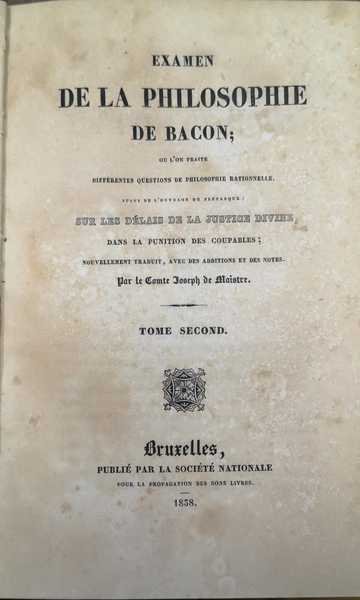 EXAMEN
DE LA PHILOSOPHIE
DE BACON;
OU L'ON TRAITE
DIFFÉRENTES QUESTIONS DE PHILOSOPHIE RATIONNELLE.
SUIVI DE L'OUVRAGE DE PLUTARQUE:
SUR LES DÉLAIS DE LA JUSTICE DIVINE,
DANS LA PUNITION DES COUPABLES;
NOUVELLEMENT TRADUIT, AVEC DES ADDITIONS ET DES NOTES.
Par le Comte Joseph de Maistre.
TOME SECOND.
Bruxelles,
PUBLIÉ PAR LA SOCIÉTÉ NATIONALE
POUR LA PROPAGATION DES BONS LIVRES.
1838.